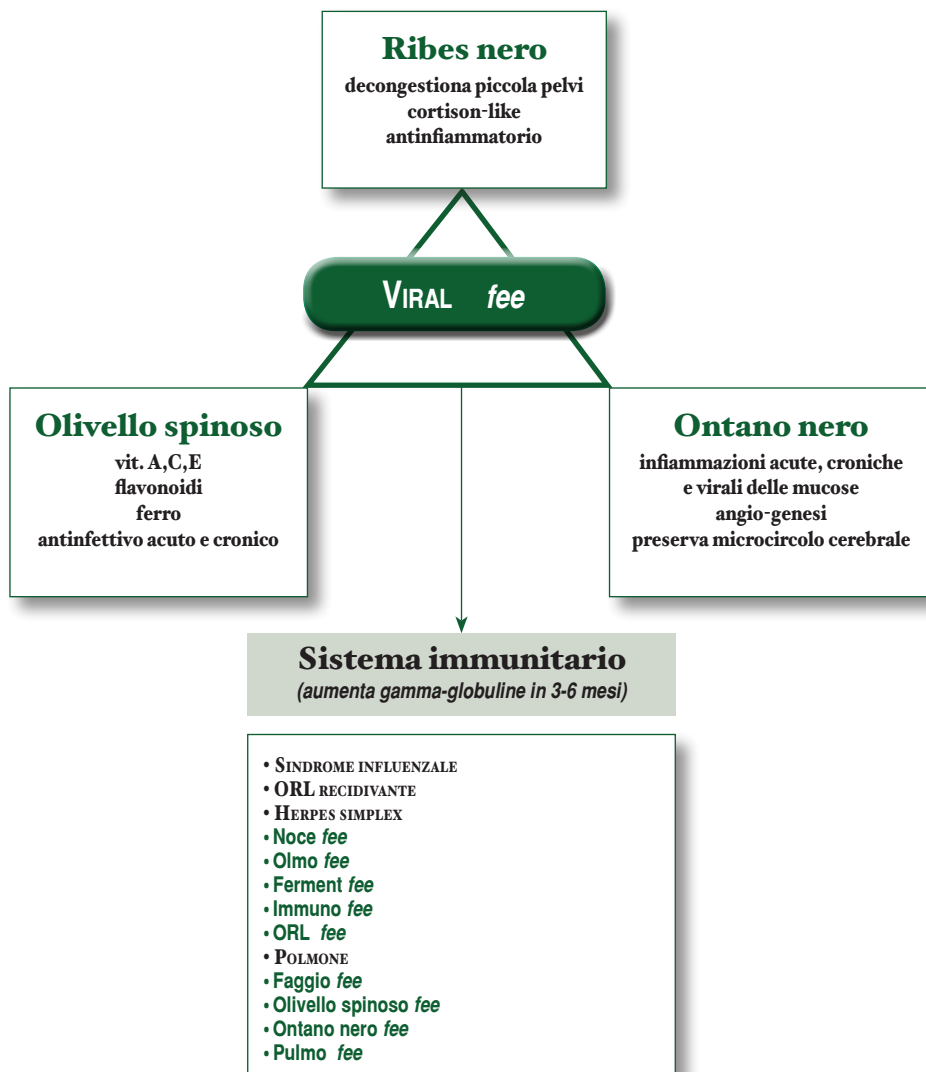 Ribes nero
decongestiona piccola pelvi
cortison-like
antinfiammatorio
VIRAL fee
Olivello spinoso
vit. A,C,E
flavonoidi
ferro
antinfettivo acuto e cronico
Ontano nero
infiammazioni acute, croniche
e virali delle mucose
angio-genesi
preserva microcircolo cerebrale
Sistema immunitario
(aumenta gamma-globuline in 3-6 mesi)
• SINDROME INFLUENZALE
• ORL RECIDIVANTE
• HERPES SIMPLEX
• Noce fee
• Olmo fee
• Ferment fee
• Immuno fee
• ORL fee
• POLMONE
• Faggio fee
• Olivello spinoso fee
• Ontano nero fee
• Pulmo fee